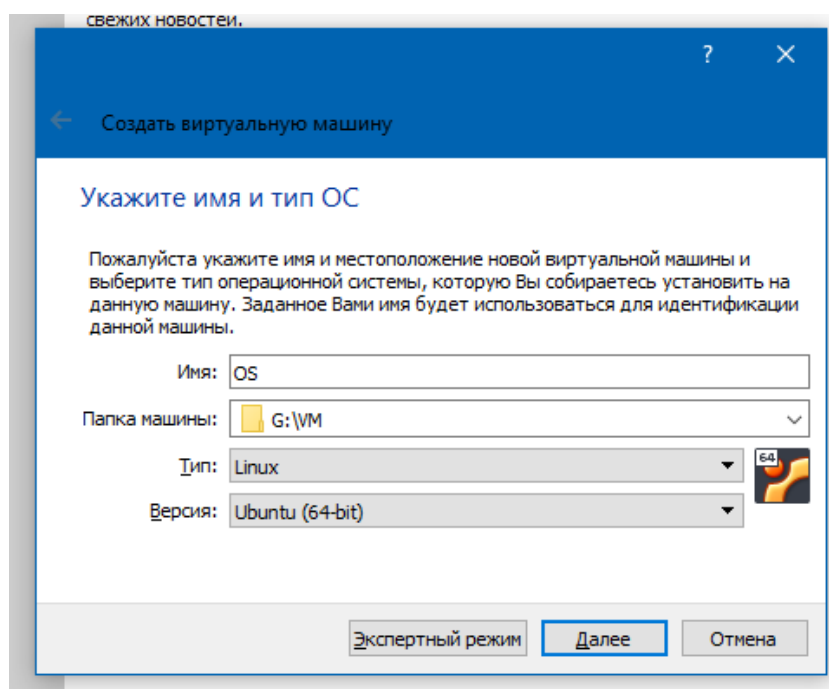 свежих новостей.
?
Создать виртуальную машину
Укажите имя и тип ОС
Пожалуйста укажите имя и местоположение новой виртуальной машины и
выберите тип операционной системы, которую Вы собираетесь установить на
данную машину. Заданное Вами имя будет использоваться для идентификации
данной машины.
Имя: OS
Папка машины: G:\VM
Тип: Linux
64
Версия: Ubuntu (64-bit)
Экспертный режим Далее Отмена